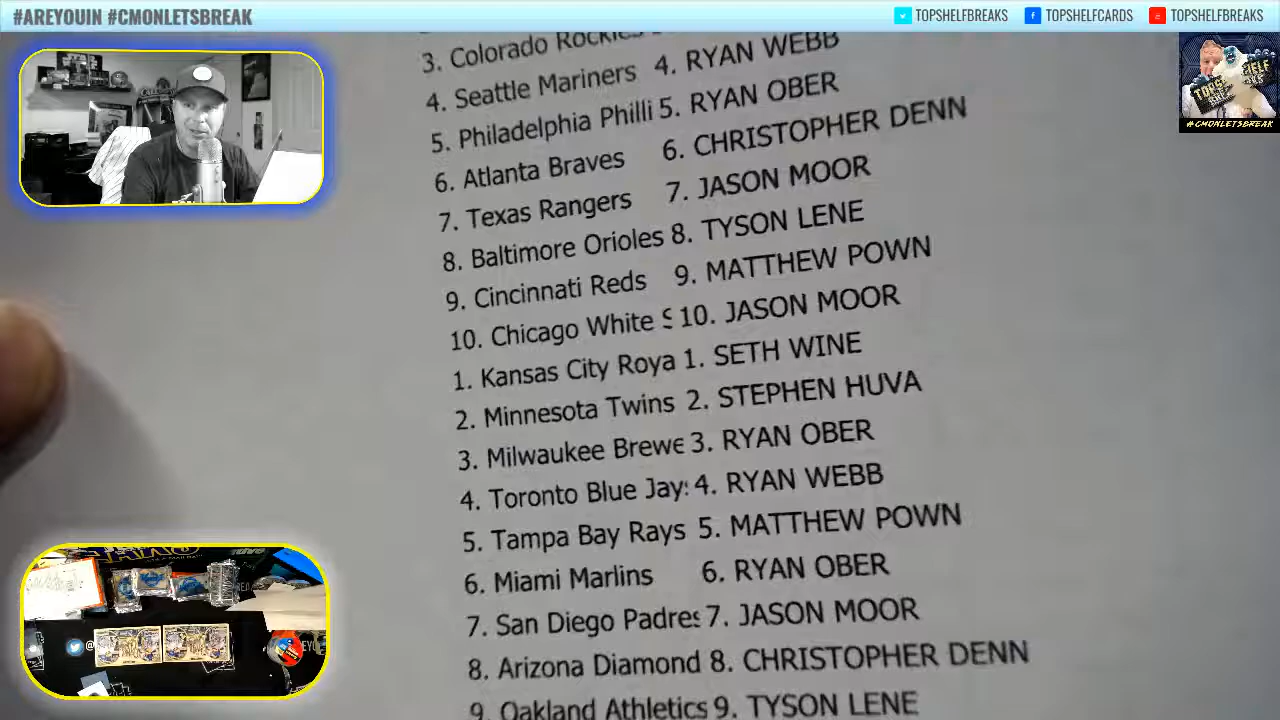 #AREYOUIN #CMONLETSBREAK
TOPSHELFBREAKS TOPSHELFCARDS TOPSHELFBREAKS
3. Colorado Rockies
4. Seattle Mariners 4. RYAN WEBB
5. Philadelphia Philli 5. RYAN OBER
6. Atlanta Braves 6. CHRISTOPHER DENN
7. Texas Rangers 7. JASON MOOR
8. Baltimore Orioles 8. TYSON LENE
9. Cincinnati Reds 9. MATTHEW POWN
10. Chicago White S 10. JASON MOOR
1. Kansas City Roya 1. SETH WINE
2. Minnesota Twins 2. STEPHEN HUVA
3. Milwaukee Brewe 3. RYAN OBER
4. Toronto Blue Jay 4. RYAN WEBB
5. Tampa Bay Rays 5. MATTHEW POWN
6. Miami Marlins 6. RYAN OBER
7. San Diego Padres 7. JASON MOOR
8. Arizona Diamond 8. CHRISTOPHER DENN
9. Oakland Athletics 9. TYSON LENE
#CMONLETSBREAK